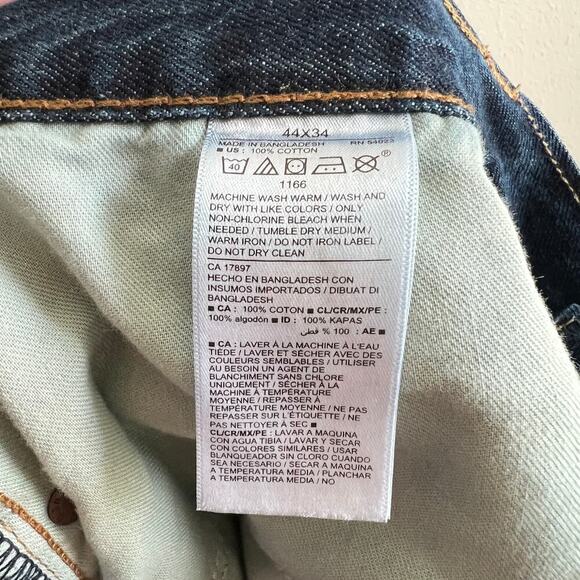 44X34
MADE IN BANGLADESH RN 54023
■ US : 100% COTTON
40
1166
MACHINE WASH WARM / WASH AND
DRY WITH LIKE COLORS / ONLY
NON-CHLORINE BLEACH WHEN
NEEDED / TUMBLE DRY MEDIUM /
WARM IRON / DO NOT IRON LABEL /
DO NOT DRY CLEAN
CA 17897
HECHO EN BANGLADESH CON
INSUMOS IMPORTADOS / DIBUAT DI
BANGLADESH
■ CA : 100% COTON ■ CL/CR/MX/PE :
100% algodón ■ ID : 100% KAPAS
■ AE : 100 % قطن
■ CA : LAVER À LA MACHINE À L'EAU
TIÈDE / LAVER ET SÉCHER AVEC DES
COULEURS SEMBLABLES / UTILISER
AU BESOIN UN AGENT DE
BLANCHIMENT SANS CHLORE
UNIQUEMENT / SÉCHER À LA
MACHINE À TEMPÉRATURE
MOYENNE / REPASSER À
TEMPÉRATURE MOYENNE / NE
PAS NETTOYER À SEC ■
CL/CR/MX/PE : LAVAR A MAQUINA
CON AGUA TIBIA / LAVAR Y SECAR
CON COLORES SIMILARES / USAR
BLANQUEADOR SIN CLORO CUANDO
SEA NECESARIO / SECAR A MAQUINA
A TEMPERATURA MEDIA / PLANCHAR
A TEMPERATURA MEDIA / NO